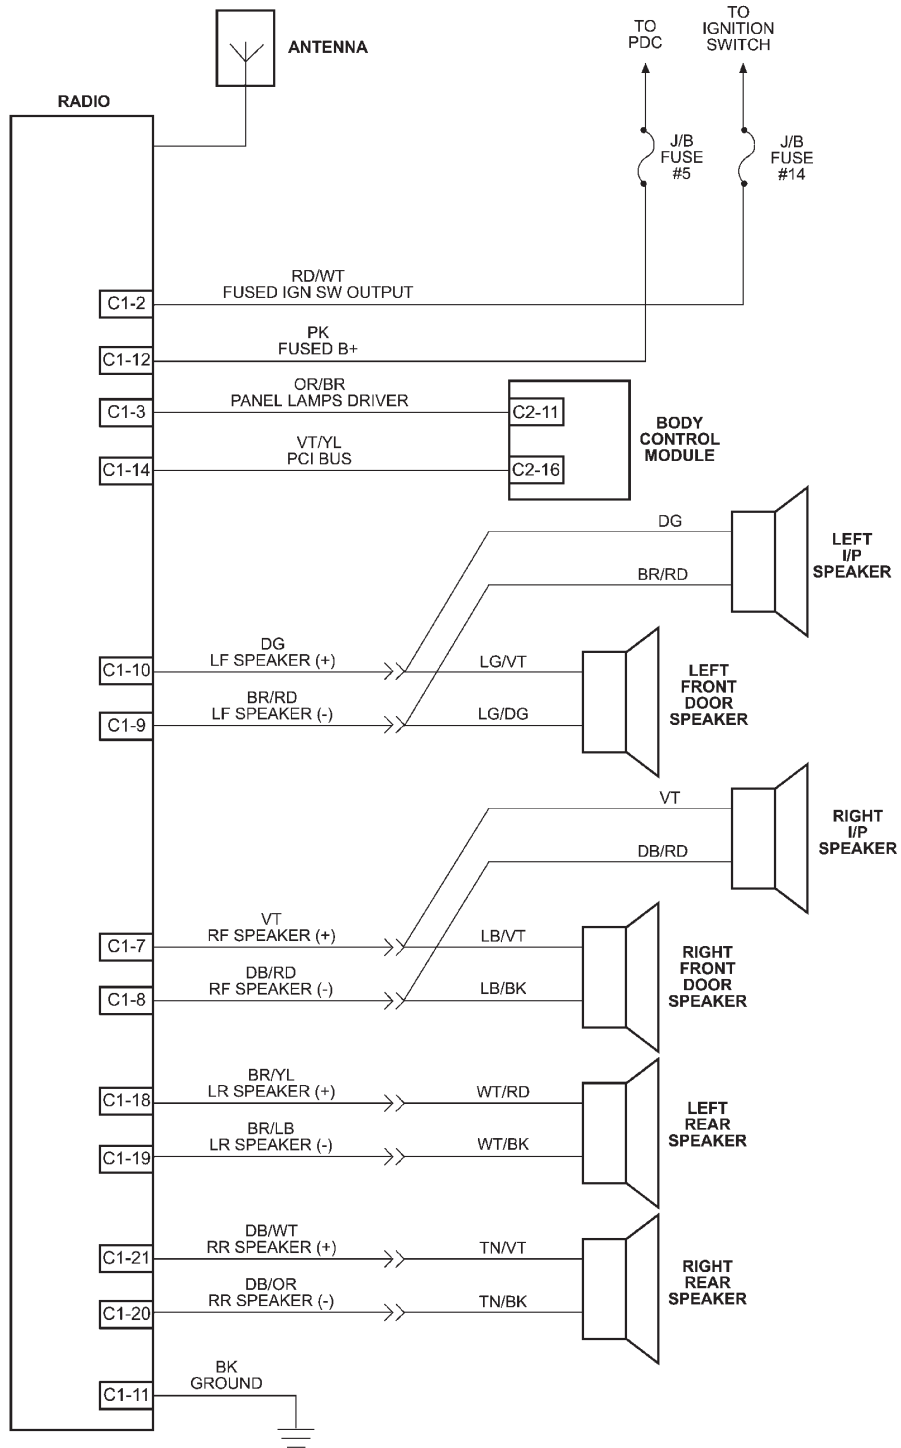 ANTENNA
TO
PDC
TO
IGNITION
SWITCH
RADIO
J/B
FUSE
#5
J/B
FUSE
#14
RD/WT
C1-2
FUSED IGN SW OUTPUT
PK
C1-12
FUSED B+
OR/BR
C1-3
PANEL LAMPS DRIVER
C2-11
VT/YL
C1-14
PCI BUS
C2-16
BODY
CONTROL
MODULE
DG
BR/RD
LEFT
I/P
SPEAKER
DG
C1-10
LF SPEAKER (+)
LG/VT
BR/RD
C1-9
LF SPEAKER (-)
LG/DG
LEFT
FRONT
DOOR
SPEAKER
VT
DB/RD
RIGHT
I/P
SPEAKER
VT
C1-7
RF SPEAKER (+)
LB/VT
DB/RD
C1-8
RF SPEAKER (-)
LB/BK
RIGHT
FRONT
DOOR
SPEAKER
BR/YL
C1-18
LR SPEAKER (+)
WT/RD
BR/LB
C1-19
LR SPEAKER (-)
WT/BK
LEFT
REAR
SPEAKER
DB/WT
C1-21
RR SPEAKER (+)
TN/VT
DB/OR
C1-20
RR SPEAKER (-)
TN/BK
RIGHT
REAR
SPEAKER
BK
C1-11
GROUND